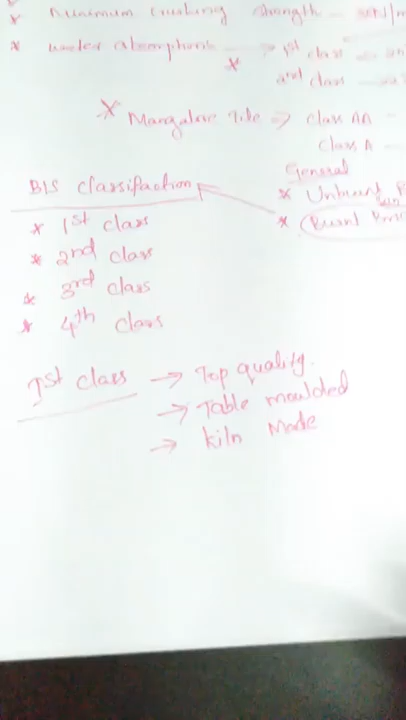 * Minimum Crushing Strength -
* water absorption - * → 1st class -
2nd class
* Mangalore Tile => Class AA -
Class A -
General
* Unburnt
* Burnt
BIS Classifaction
* 1st class
* 2nd class
* 3rd class
* 4th class
1st class → Top quality.
→ Table moulded
→ Kiln Made